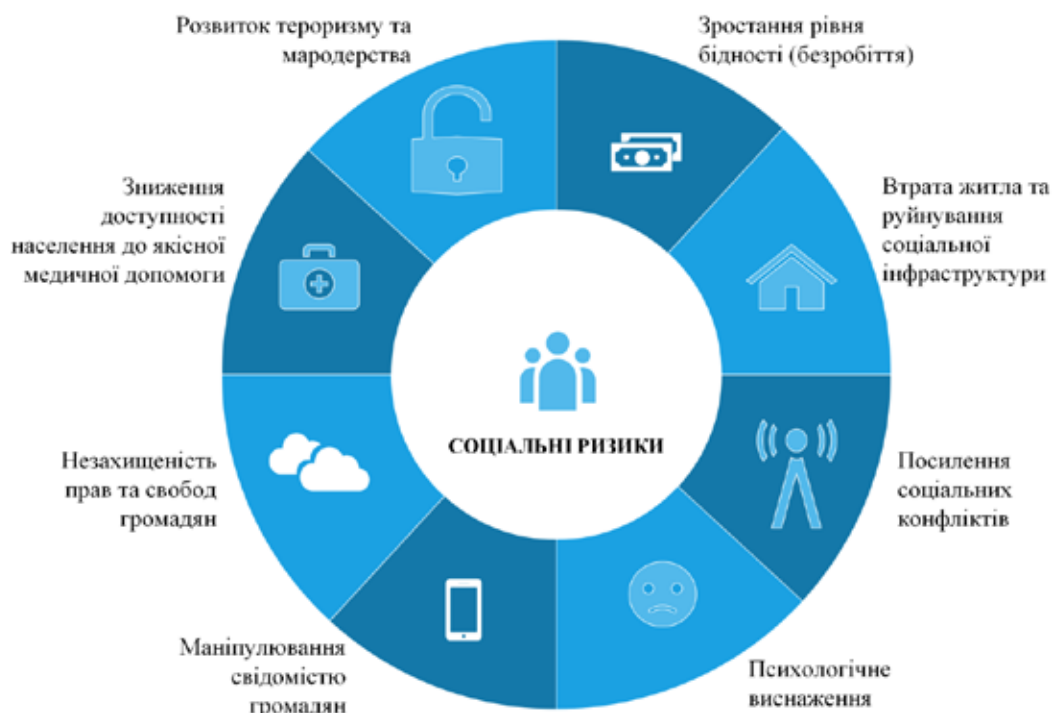 Розвиток тероризму та
мародерства
Зростання рівня
бідності (безробіття)
Зниження
доступності
населення до якісної
медичної допомоги
Втрата житла та
руйнування
соціальної
інфраструктури
СОЦІАЛЬНІ РИЗИКИ
Незахищеність
прав та свобод
громадян
Посилення
соціальних
конфліктів
Маніпулювання
свідомістю
громадян
Психологічне
виснаження